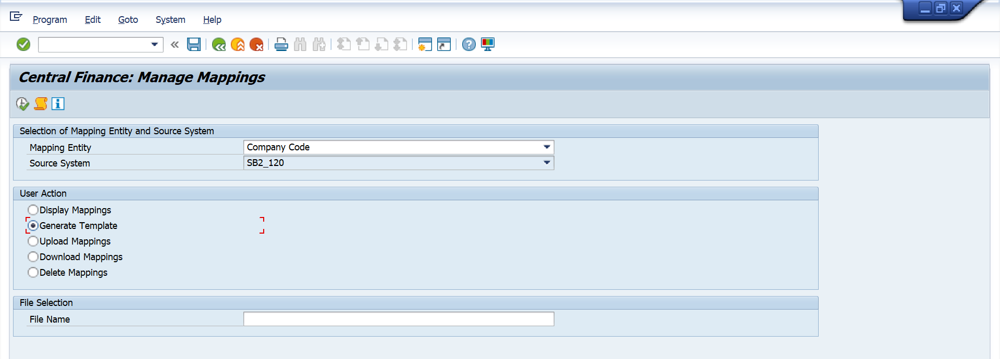 Program Edit Goto System Help
Central Finance: Manage Mappings
Selection of Mapping Entity and Source System
Mapping Entity Company Code
Source System SB2_120
User Action
Display Mappings
Generate Template
Upload Mappings
Download Mappings
Delete Mappings
File Selection
File Name